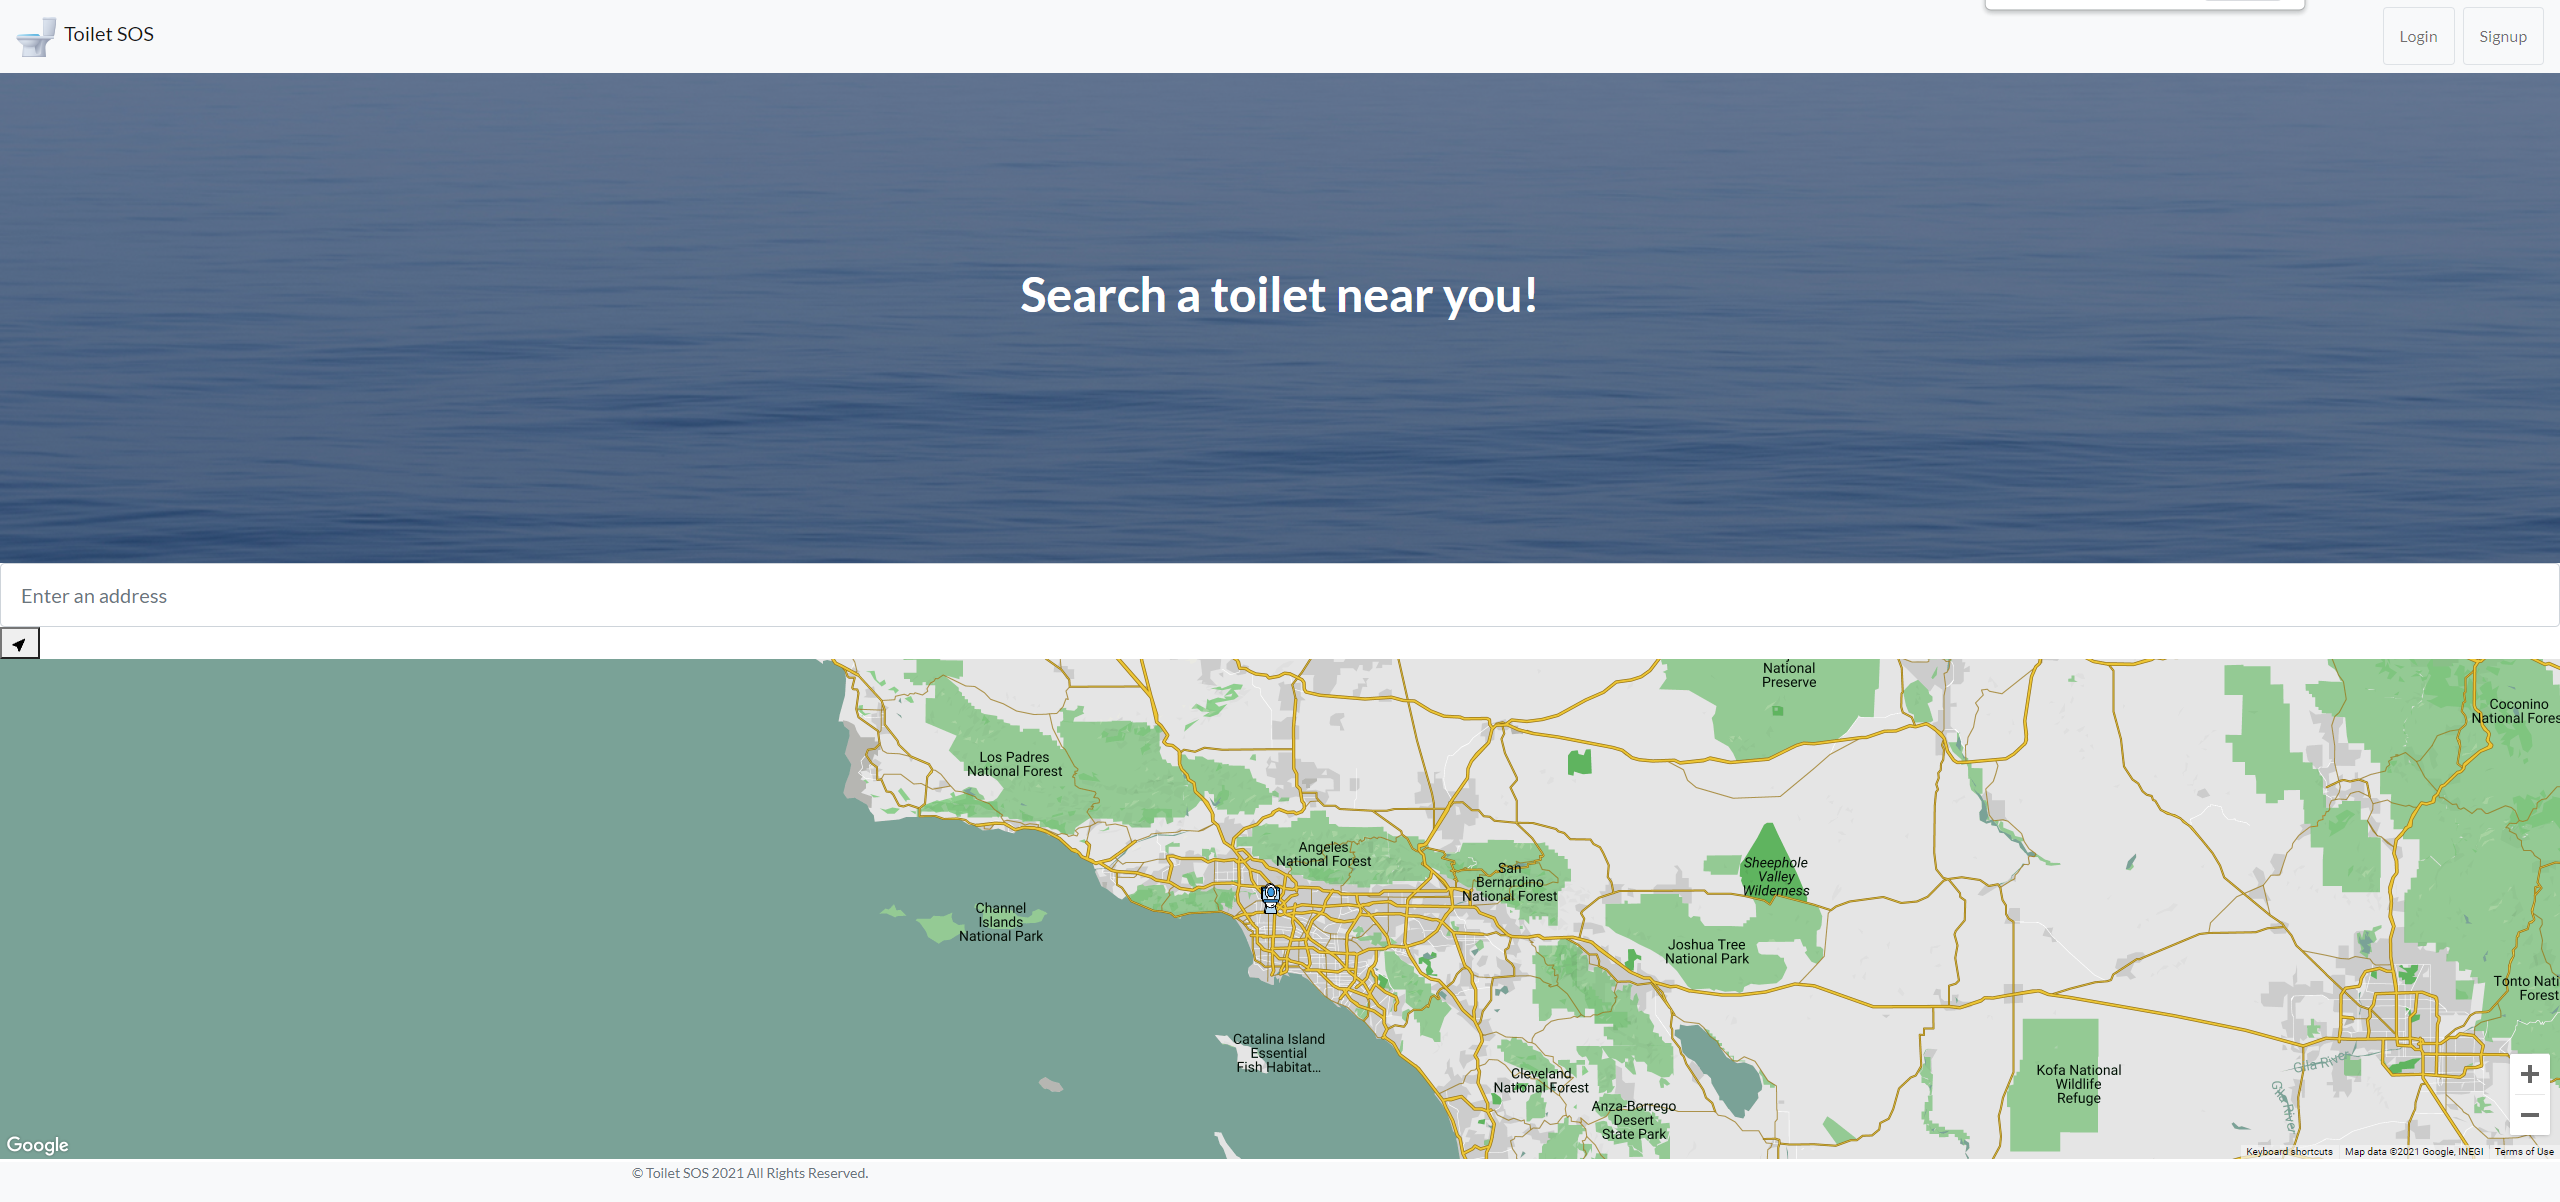 Toilet SOS
Login
Signup
Search a toilet near you!
Enter an address
National
Preserve
Coconino
National Fores
Los Padres
National Forest
Angeles
National Forest
San
Bernardino
National Forest
Sheephole
Valley
Wilderness
Channel
Islands
National Park
Joshua Tree
National Park
Tonto Nati
Forest
Catalina Island
Essential
Fish Habitat...
Cleveland
National Forest
Kofa National
Wildlife
Refuge
Gila River
Gila River
Anza-Borrego
Desert
State Park
Google
Keyboard shortcuts
Map data ©2021 Google, INEGI
Terms of Use
© Toilet SOS 2021 All Rights Reserved.